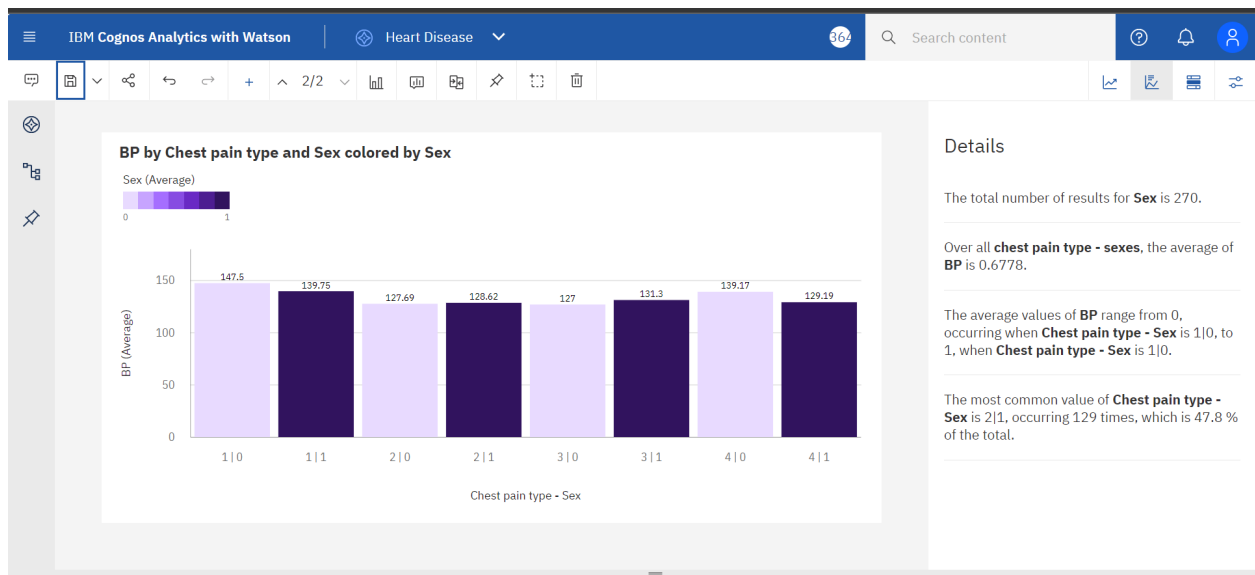 IBM Cognos Analytics with Watson
Heart Disease
364
Search content
2/2
BP by Chest pain type and Sex colored by Sex
Sex (Average)
0 1
BP (Average)
150
100
50
0
147.5 139.75 127.69 128.62 127 131.3 139.17 129.19
1|0 1|1 2|0 2|1 3|0 3|1 4|0 4|1
Chest pain type - Sex
Details
The total number of results for Sex is 270.
Over all chest pain type - sexes, the average of
BP is 0.6778.
The average values of BP range from 0,
occurring when Chest pain type - Sex is 1|0, to
1, when Chest pain type - Sex is 1|0.
The most common value of Chest pain type -
Sex is 2|1, occurring 129 times, which is 47.8 %
of the total.